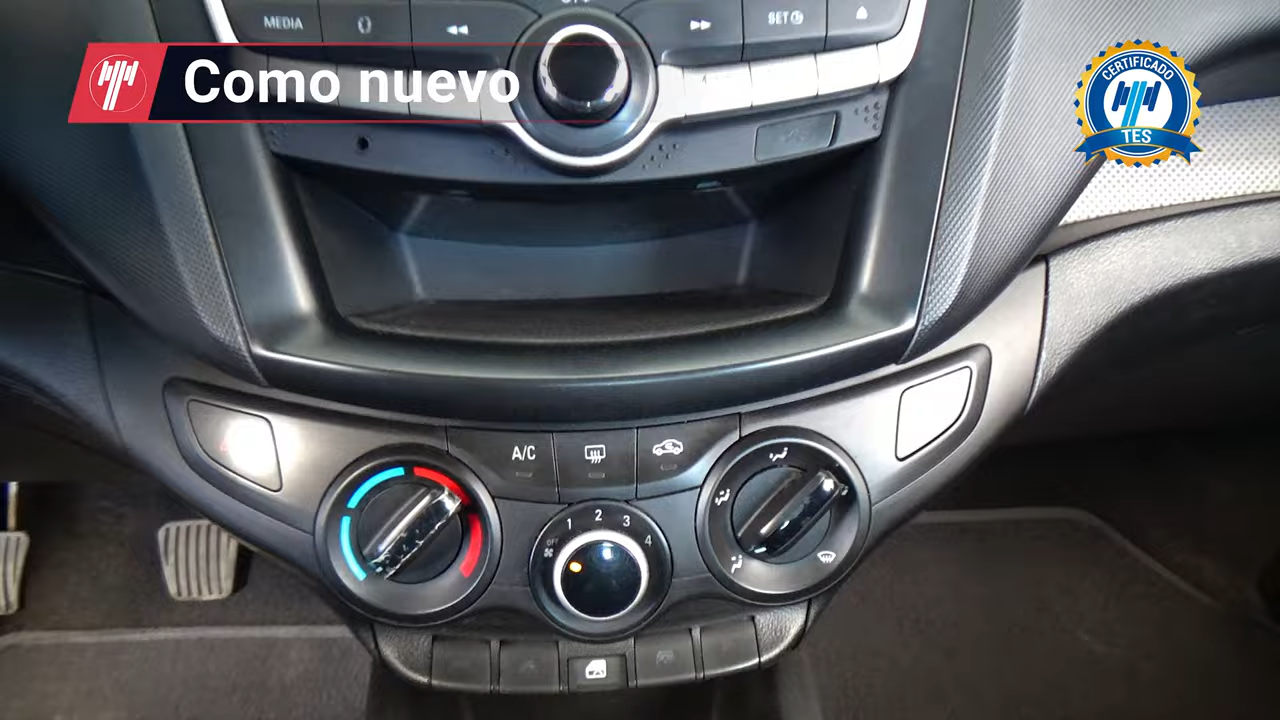 MEDIA
SET
Como nuevo
CERTIFICADO
TES
A/C
OFF
1
2
3
4